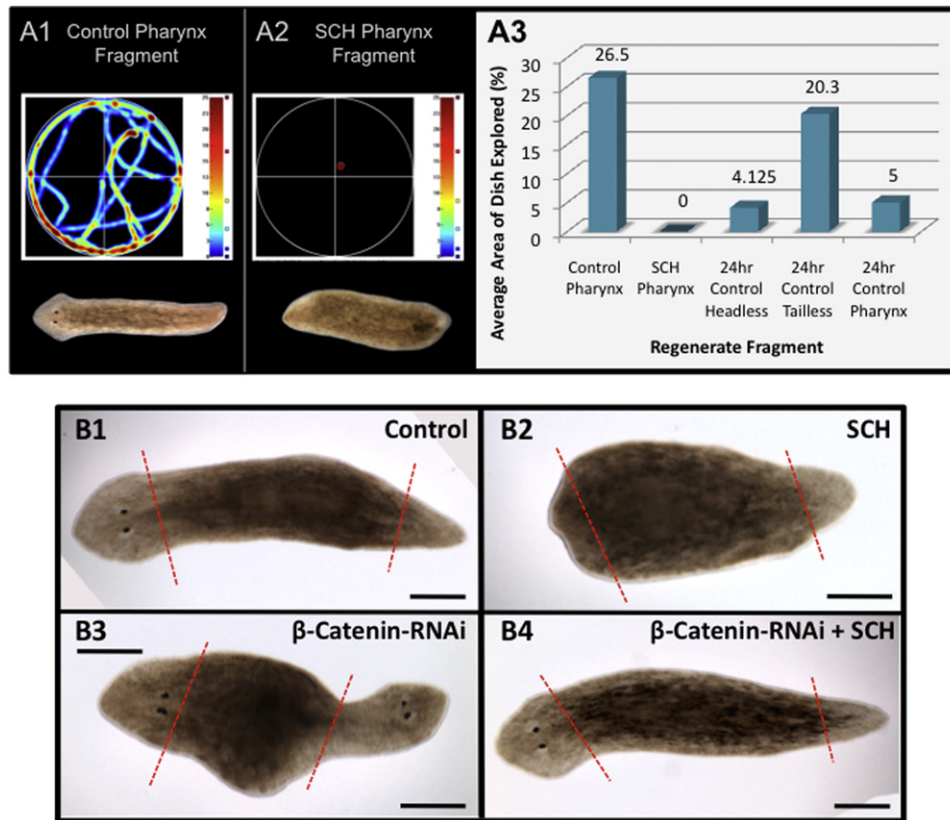 A1 Control Pharynx
Fragment
A2 SCH Pharynx
Fragment
A3
Average Area of Dish Explored (%)
30
25
20
15
10
5
0
26.5
0
4.125
20.3
5
Control
Pharynx
SCH
Pharynx
24hr
Control
Headless
24hr
Control
Tailless
24hr
Control
Pharynx
Regenerate Fragment
B1 Control
B2 SCH
B3 β-Catenin-RNAi
B4 β-Catenin-RNAi + SCH